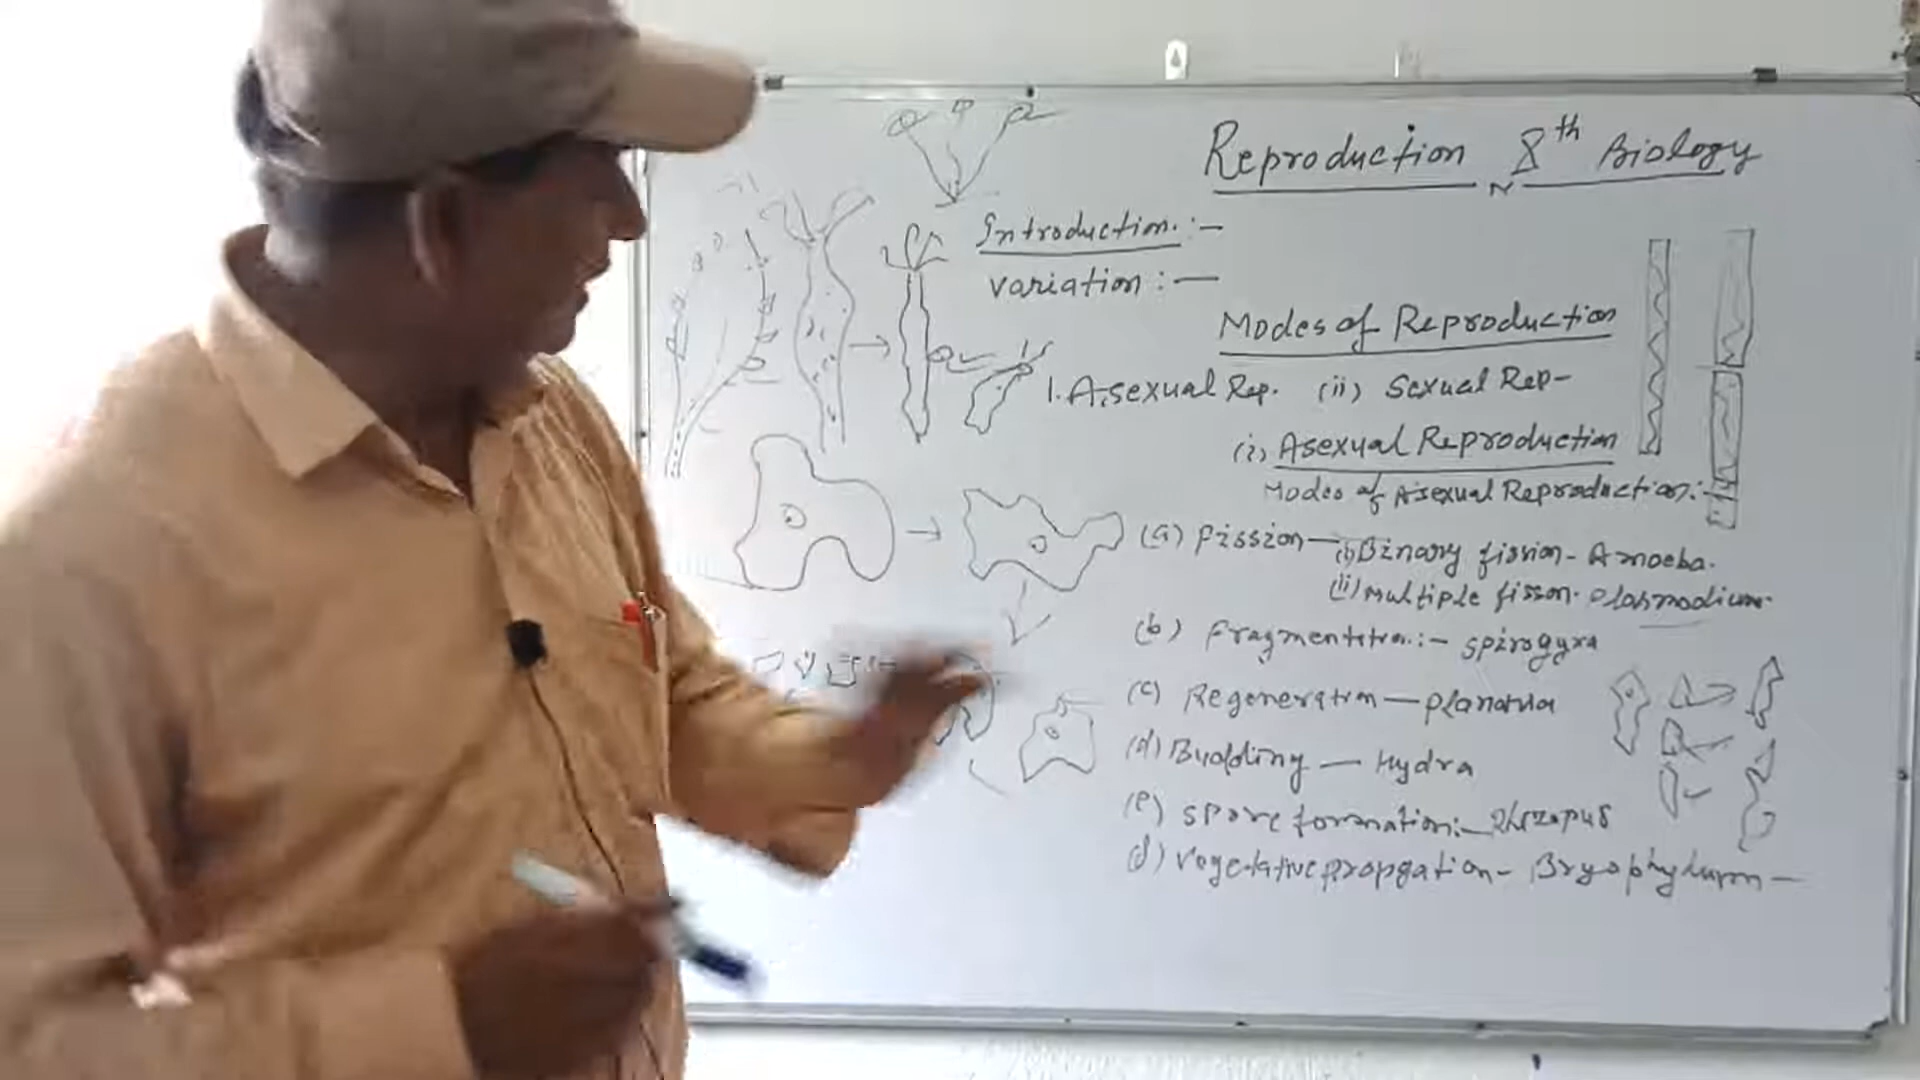 Reproduction 8th Biology
Introduction :-
variation :-
Modes of Reproduction
1. Asexual Rep. (ii) Sexual Rep-
(i) Asexual Reproduction
Modes of Asexual Reproduction :-
(a) Fission - (i) Binary fission - Amoeba.
(ii) Multiple fisson - Plasmodium.
(b) Fragmentation :- Spirogyra
(c) Regeneration - Planaria
(d) Budding - Hydra
(e) Spore formation :- Rhizopus
(d) Vegetative propgation - Bryophyllum -